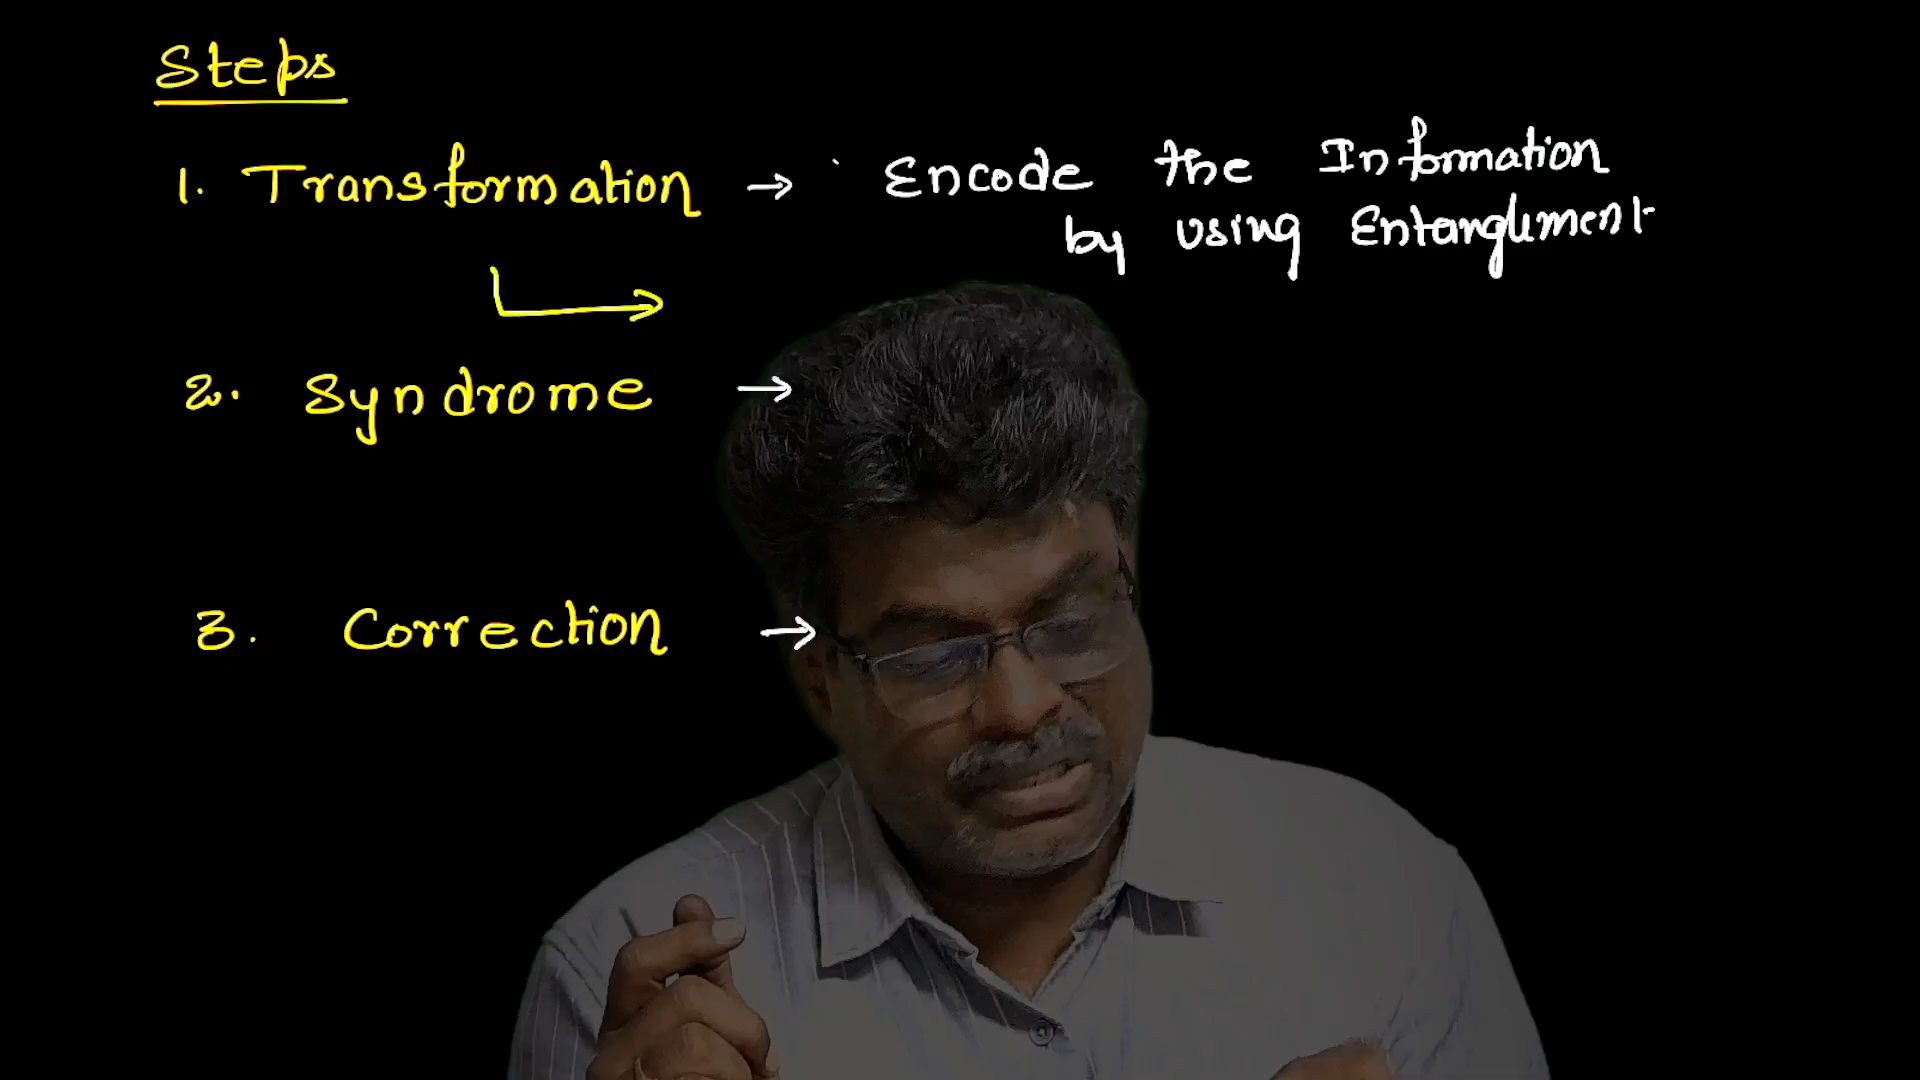 Steps
1. Transformation → Encode the Information
by using Entanglement
2. Syndrome →
3. Correction →